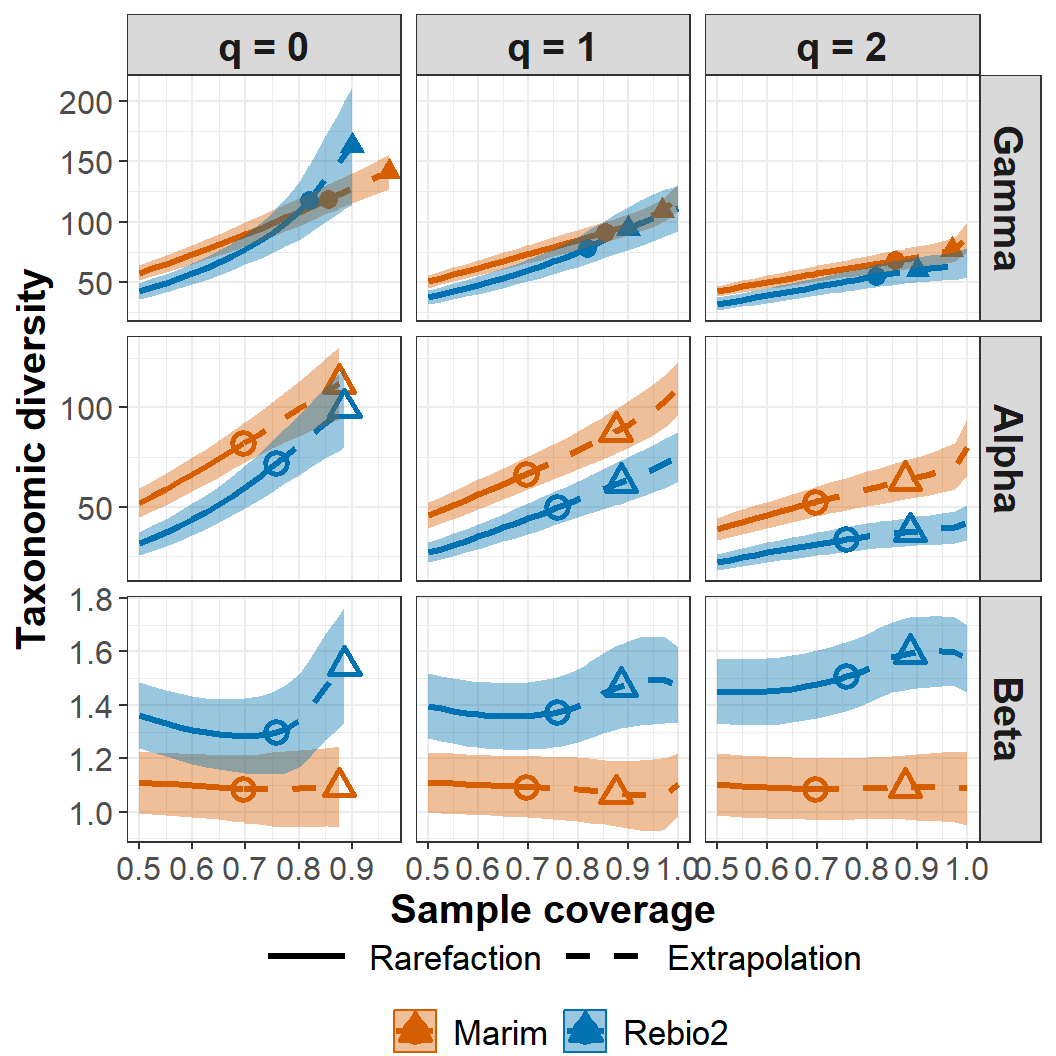 q = 0 q = 1 q = 2
Taxonomic diversity
200
150
100
50
Gamma
100
50
Alpha
1.8
1.6
1.4
1.2
1.0
Beta
0.5 0.6 0.7 0.8 0.9 0.5 0.6 0.7 0.8 0.9 1.0 0.5 0.6 0.7 0.8 0.9 1.0
Sample coverage
Rarefaction Extrapolation
Marim Rebio2